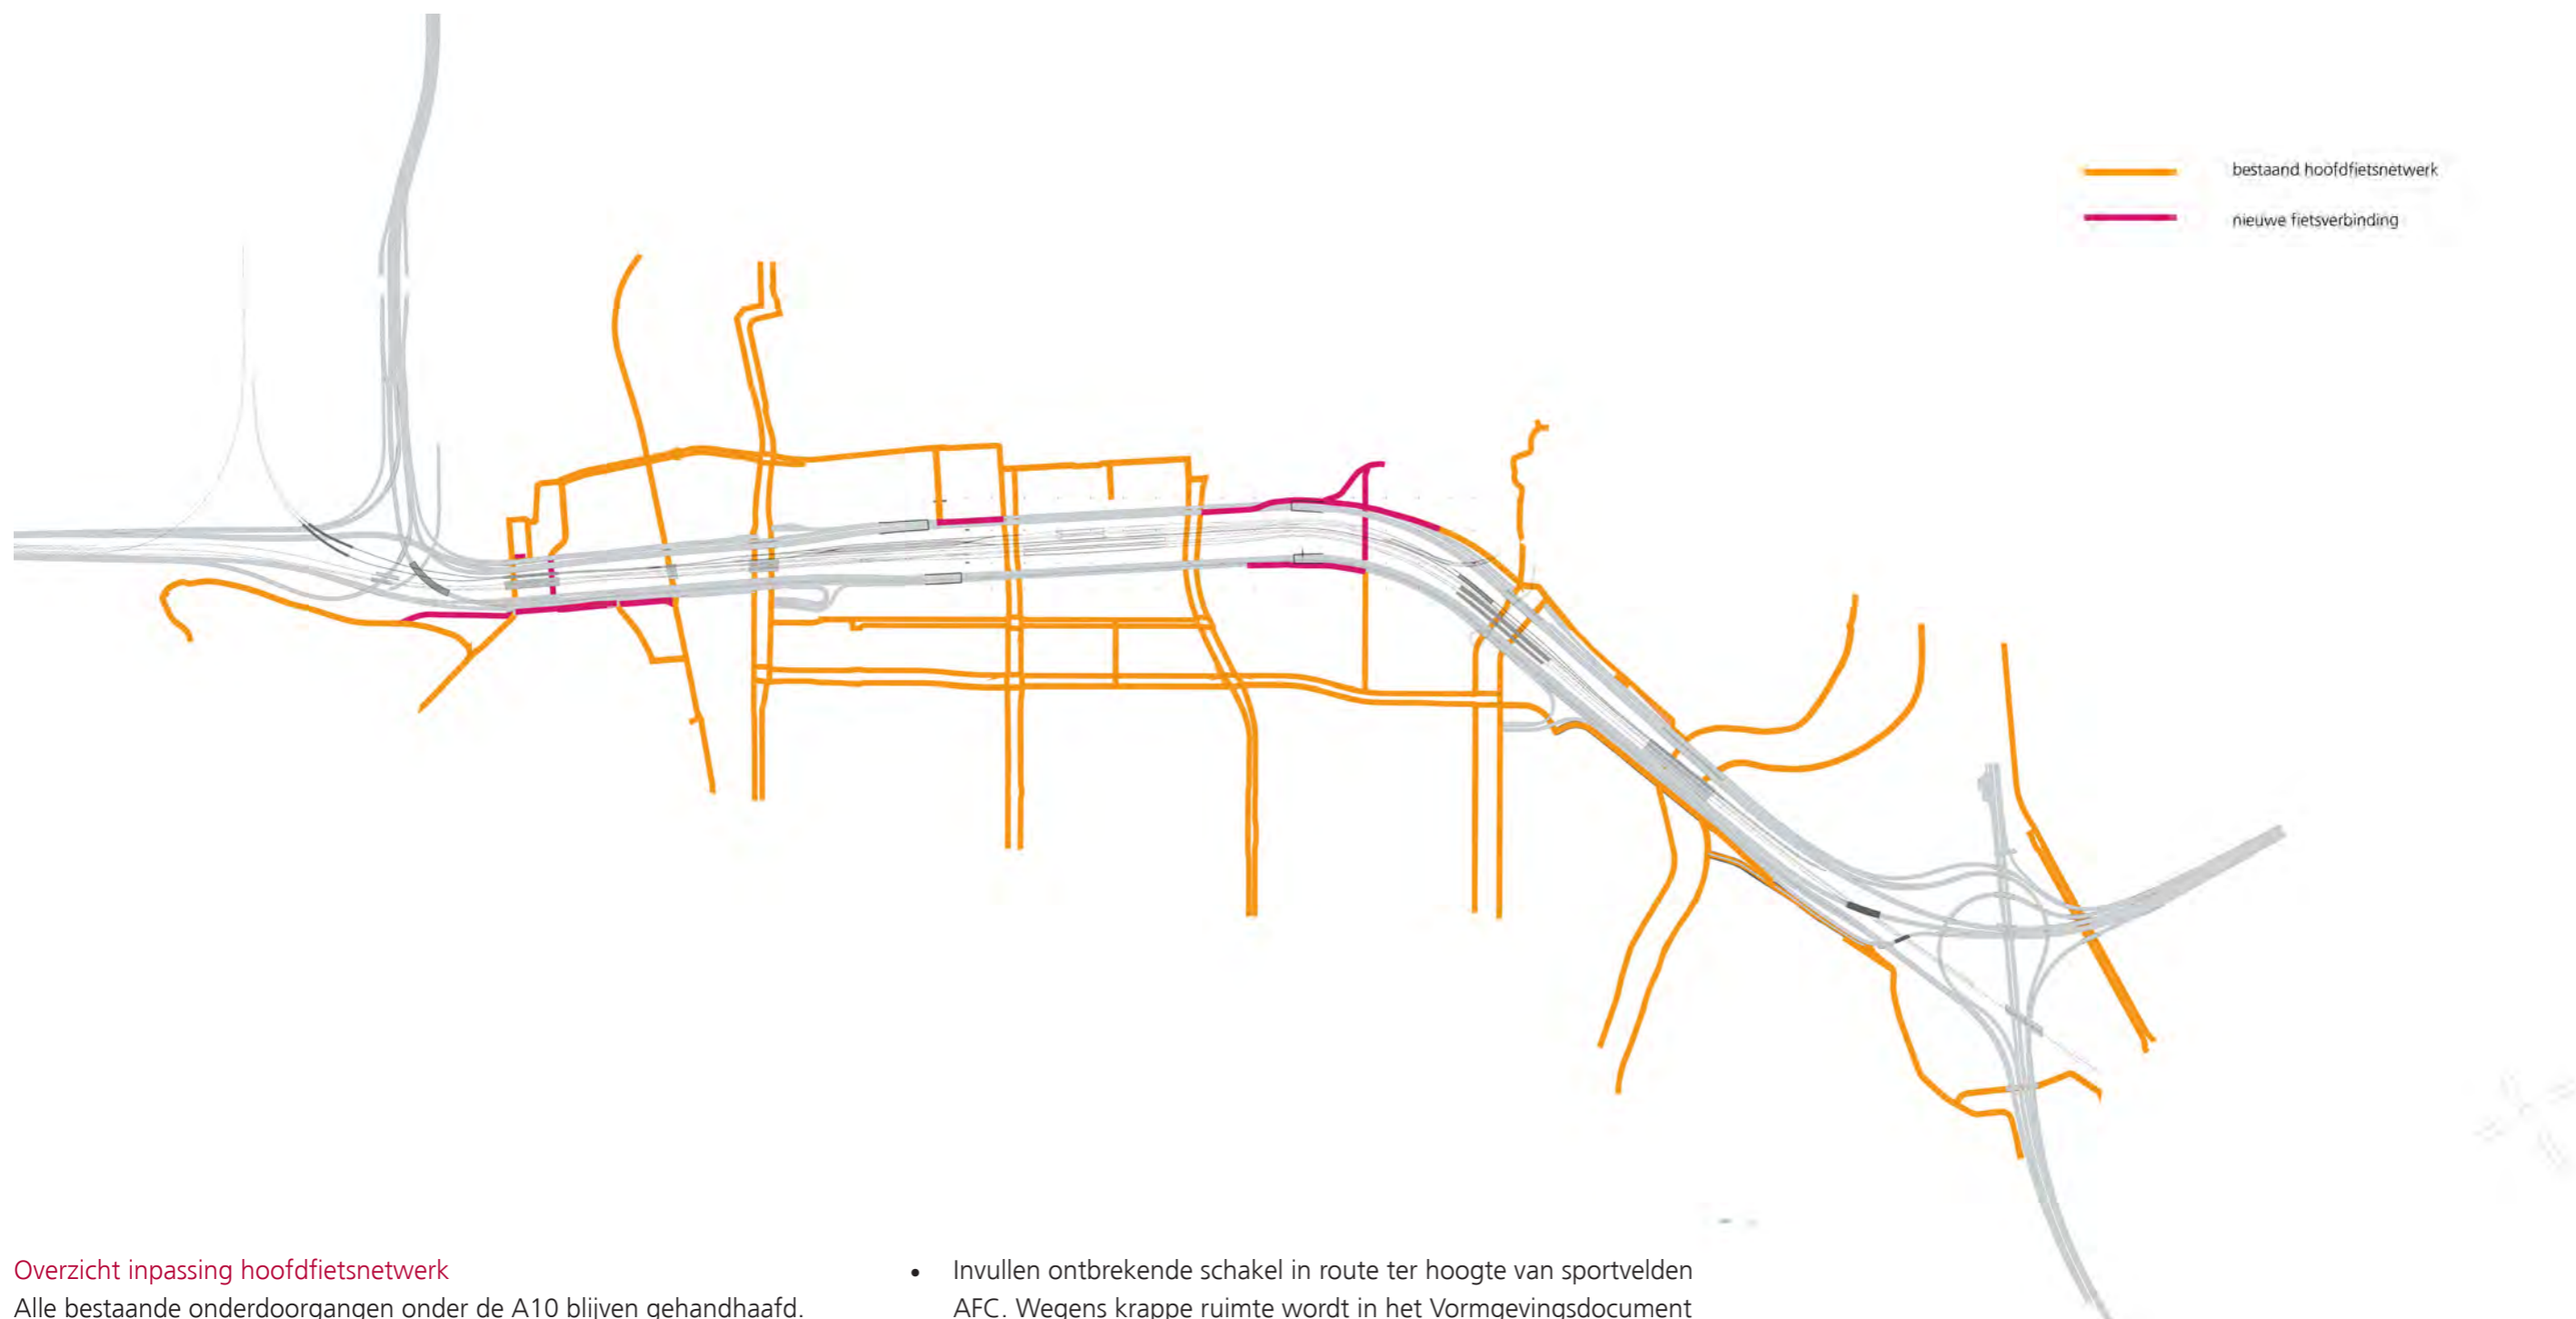 bestaand hoofdfietsnetwerk
nieuwe fietsverbinding
Overzicht inpassing hoofdfietsnetwerk
Alle bestaande onderdoorgangen onder de A10 blijven gehandhaafd.
• Invullen ontbrekende schakel in route ter hoogte van sportvelden
AFC. Wegens krappe ruimte wordt in het Vormgevingsdocument